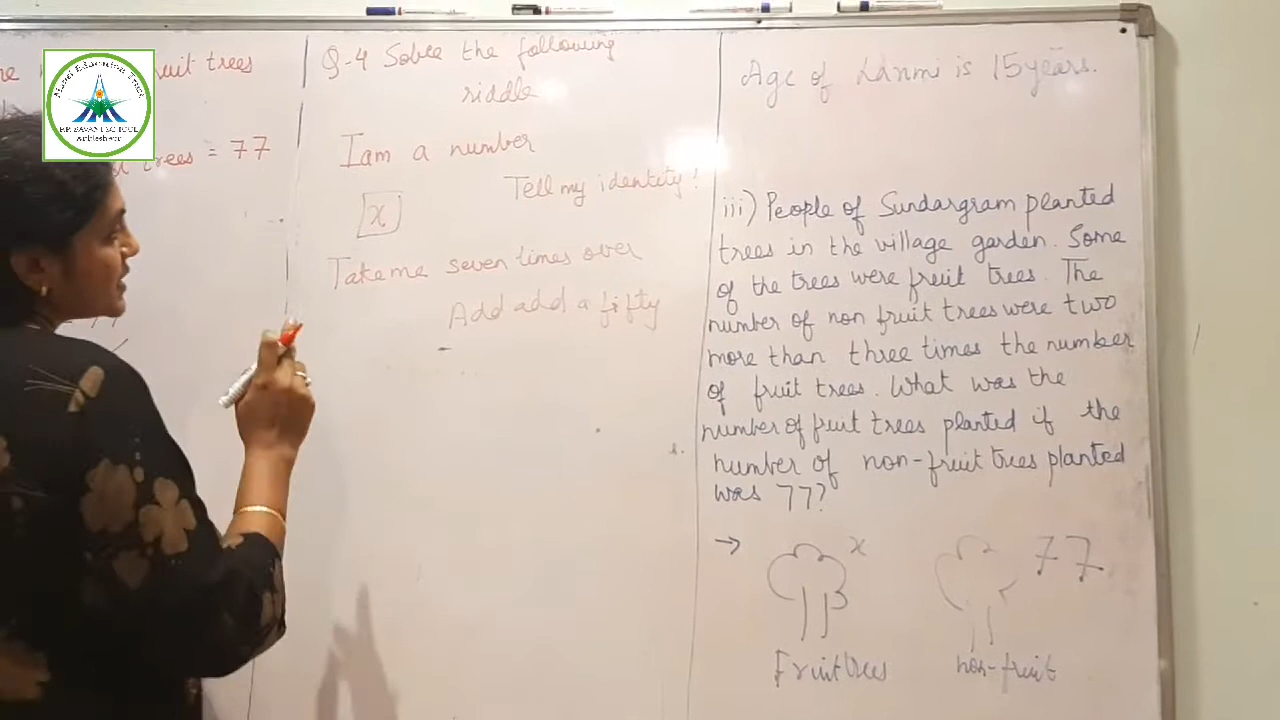 fruit trees
trees = 77
Q-4 Solve the following
riddle
I am a number
Tell my identity!
x
Take me seven times over
Add add a fifty
Age of is 15 years.
iii) People of Sundargram planted
trees in the village garden. Some
of the trees were fruit trees. The
number of non fruit trees were two
more than three times the number
of fruit trees. What was the
number of fruit trees planted if the
number of non-fruit trees planted
was 77?
→ x 77
Fruit trees non-fruit
H.P. SAVANI SCHOOL